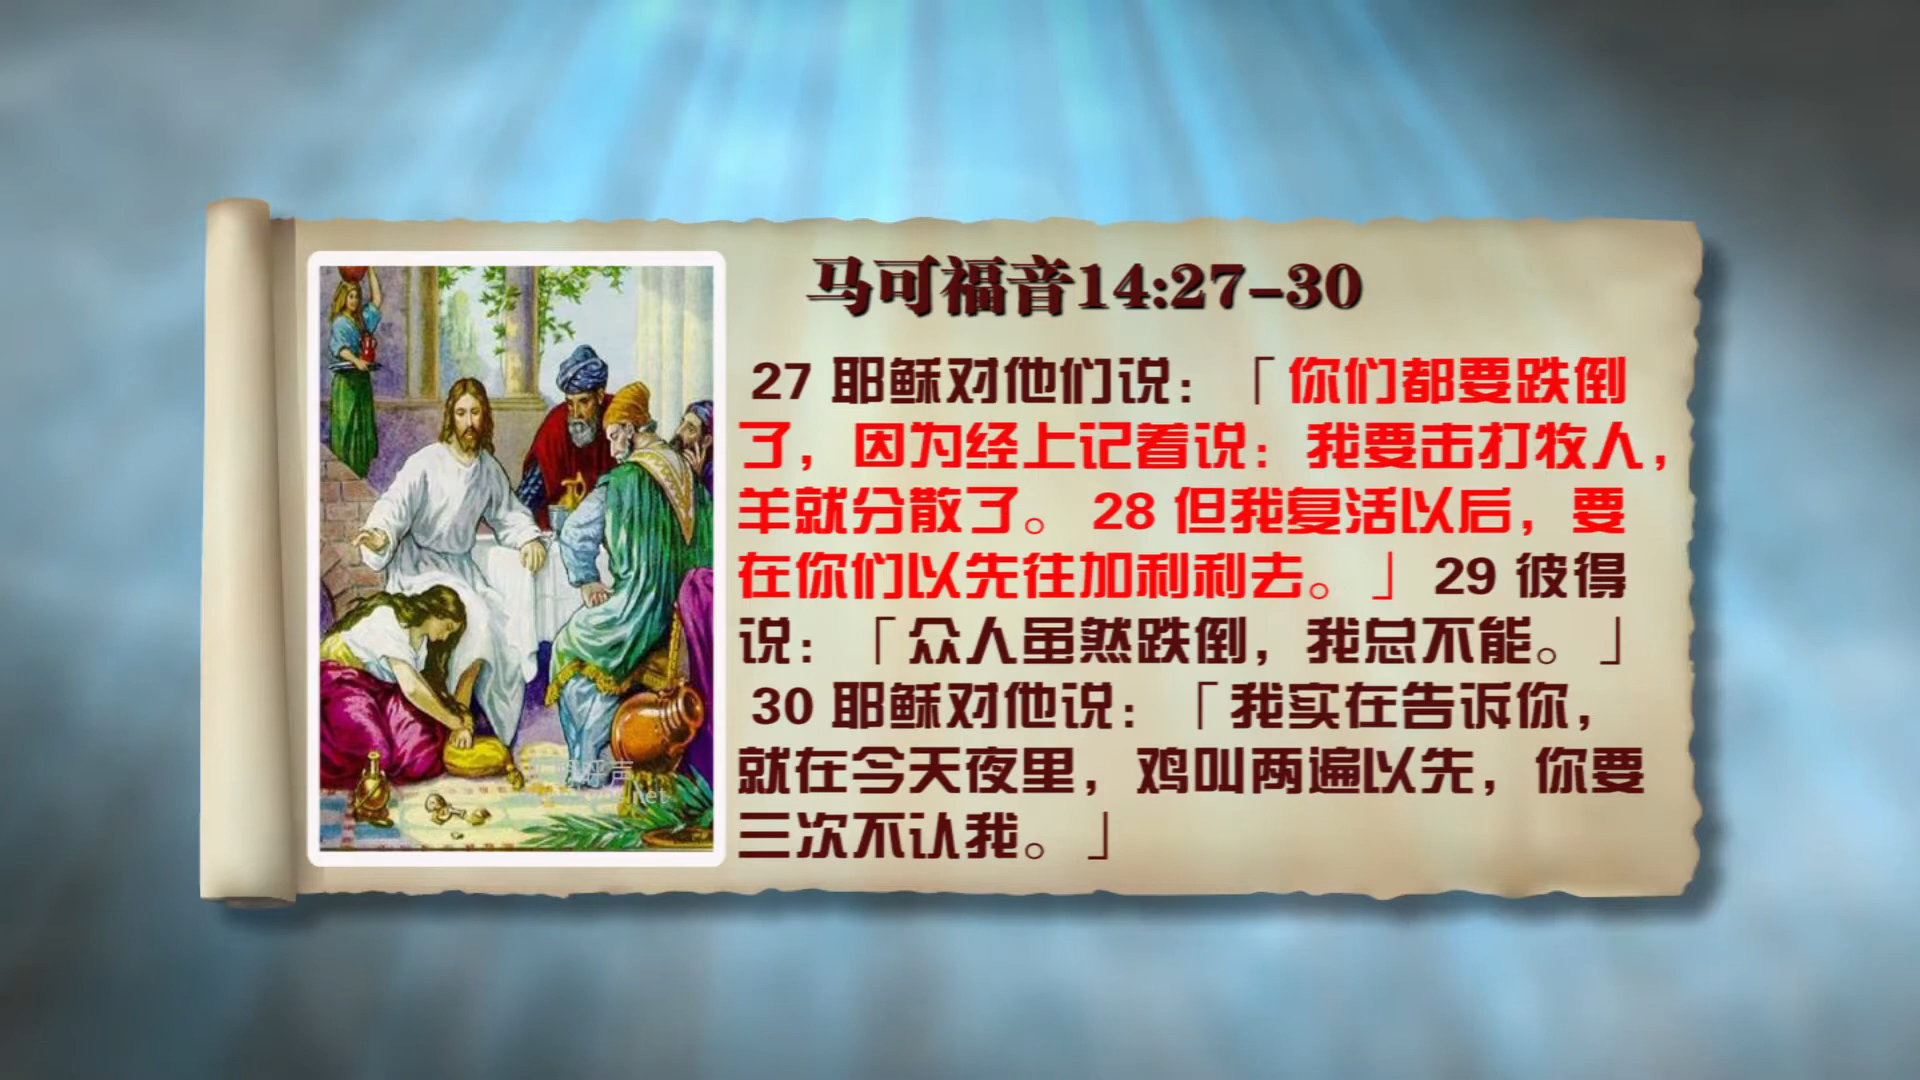 马可福音14:27-30
27 耶稣对他们说：「你们都要跌倒
了，因为经上记着说：我要击打牧人，
羊就分散了。 28 但我复活以后，要
在你们以先往加利利去。」 29 彼得
说：「众人虽然跌倒，我总不能。」
30 耶稣对他说：「我实在告诉你，
就在今天夜里，鸡叫两遍以先，你要
三次不认我。」